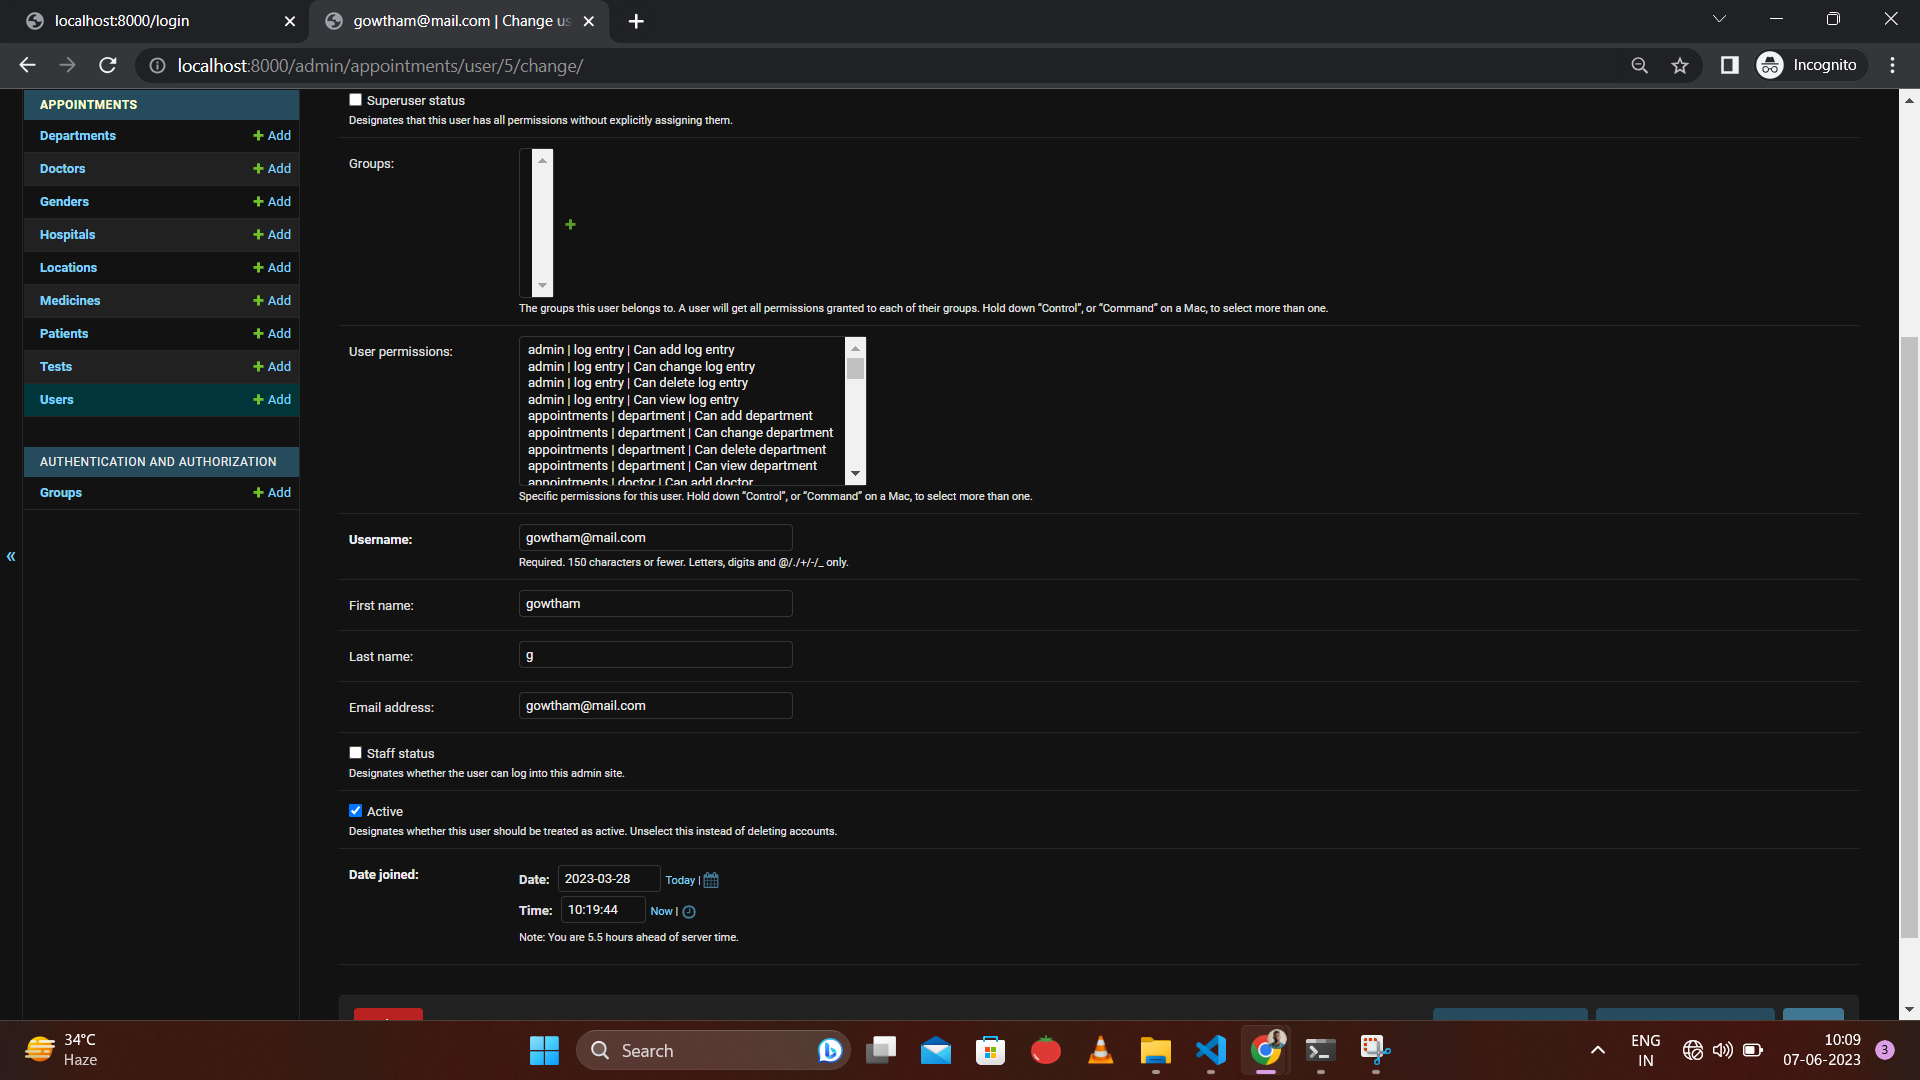 localhost:8000/login
gowtham@mail.com | Change us
localhost:8000/admin/appointments/user/5/change/
Incognito
APPOINTMENTS
Departments + Add
Doctors + Add
Genders + Add
Hospitals + Add
Locations + Add
Medicines + Add
Patients + Add
Tests + Add
Users + Add
AUTHENTICATION AND AUTHORIZATION
Groups + Add
«
Superuser status
Designates that this user has all permissions without explicitly assigning them.
Groups:
The groups this user belongs to. A user will get all permissions granted to each of their groups. Hold down “Control”, or “Command” on a Mac, to select more than one.
User permissions:
admin | log entry | Can add log entry
admin | log entry | Can change log entry
admin | log entry | Can delete log entry
admin | log entry | Can view log entry
appointments | department | Can add department
appointments | department | Can change department
appointments | department | Can delete department
appointments | department | Can view department
appointments | doctor | Can add doctor
Specific permissions for this user. Hold down “Control”, or “Command” on a Mac, to select more than one.
Username: gowtham@mail.com
Required. 150 characters or fewer. Letters, digits and @/./+/-/_ only.
First name: gowtham
Last name: g
Email address: gowtham@mail.com
Staff status
Designates whether the user can log into this admin site.
Active
Designates whether this user should be treated as active. Unselect this instead of deleting accounts.
Date joined:
Date: 2023-03-28 Today |
Time: 10:19:44 Now |
Note: You are 5.5 hours ahead of server time.
34°C
Haze
Search
ENG
IN
10:09
07-06-2023
3